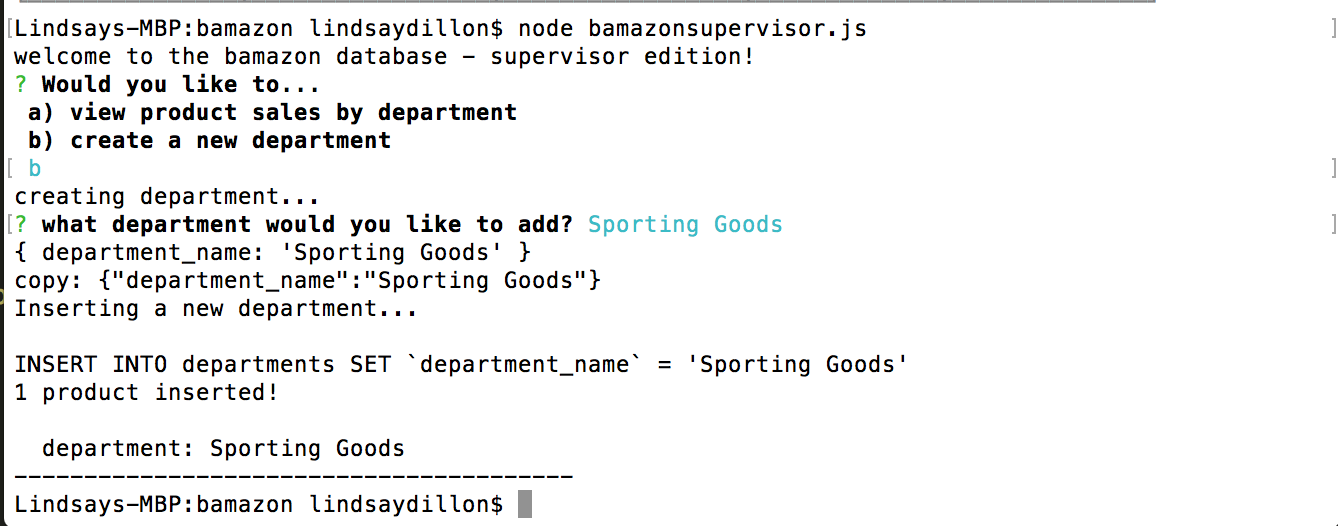 [Lindsays-MBP:bamazon lindsaydillon$ node bamazonsupervisor.js ]
welcome to the bamazon database - supervisor edition!
? Would you like to...
 a) view product sales by department
 b) create a new department
[ b ]
creating department...
[? what department would you like to add? Sporting Goods ]
{ department_name: 'Sporting Goods' }
copy: {"department_name":"Sporting Goods"}
Inserting a new department...

INSERT INTO departments SET `department_name` = 'Sporting Goods'
1 product inserted!

  department: Sporting Goods
----------------------------------------
Lindsays-MBP:bamazon lindsaydillon$